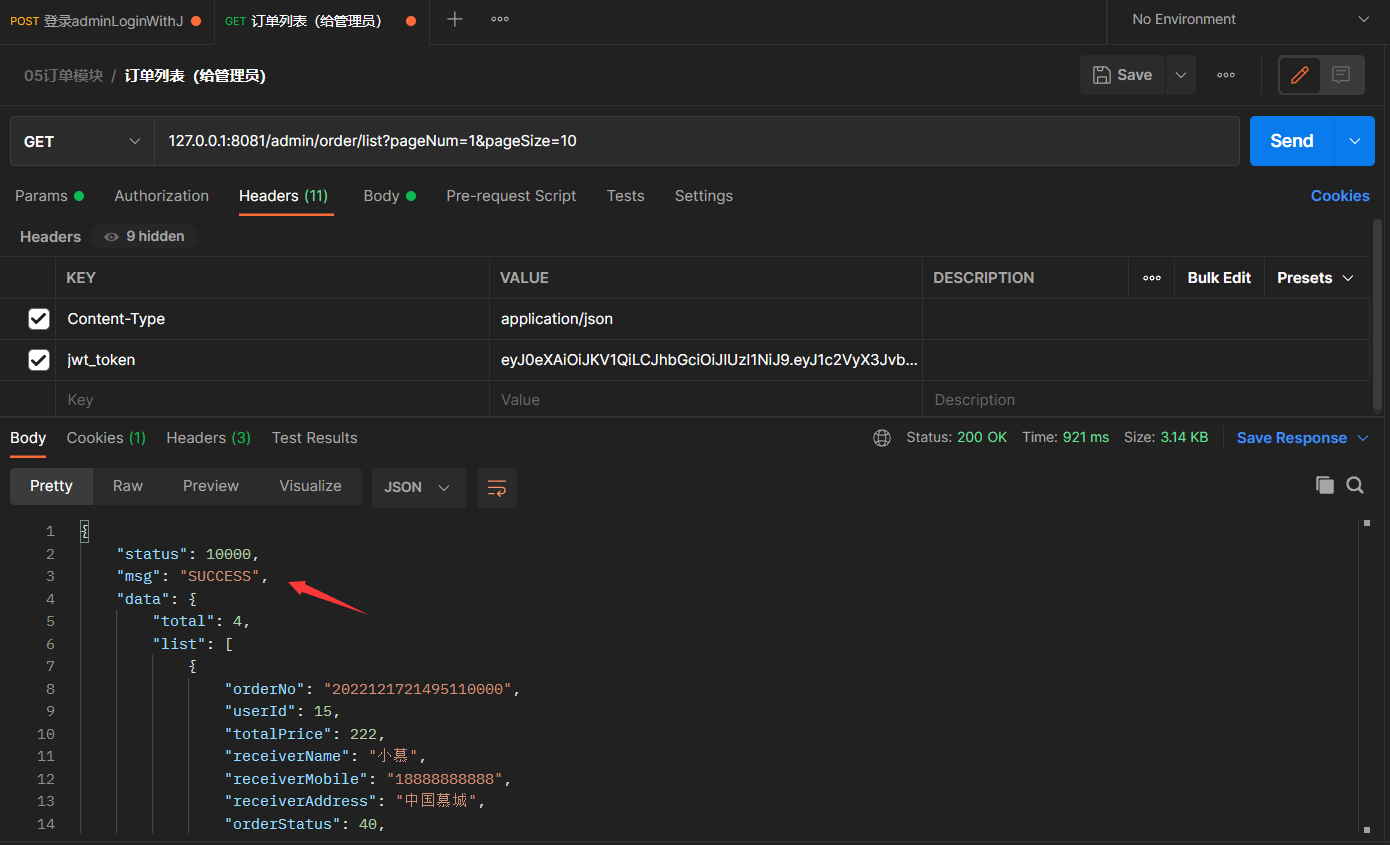 POST 登录adminLoginWithJ GET 订单列表（给管理员） No Environment
05订单模块 / 订单列表（给管理员） Save
GET 127.0.0.1:8081/admin/order/list?pageNum=1&pageSize=10 Send
Params Authorization Headers (11) Body Pre-request Script Tests Settings Cookies
Headers 9 hidden
KEY VALUE DESCRIPTION Bulk Edit Presets
Content-Type application/json
jwt_token eyJ0eXAiOiJKV1QiLCJhbGciOiJIUzI1NiJ9.eyJ1c2VyX3Jvb...
Key Value Description
Body Cookies (1) Headers (3) Test Results Status: 200 OK Time: 921 ms Size: 3.14 KB Save Response
Pretty Raw Preview Visualize JSON
1 {
2 "status": 10000,
3 "msg": "SUCCESS",
4 "data": {
5 "total": 4,
6 "list": [
7 {
8 "orderNo": "2022121721495110000",
9 "userId": 15,
10 "totalPrice": 222,
11 "receiverName": "小慕",
12 "receiverMobile": "18888888888",
13 "receiverAddress": "中国慕城",
14 "orderStatus": 40,